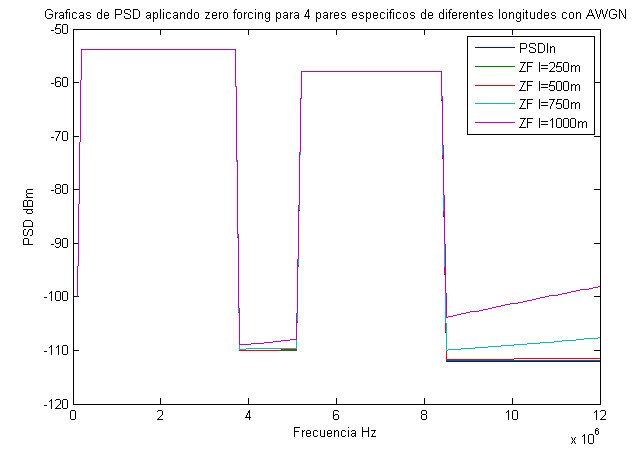 Graficas de PSD aplicando zero forcing para 4 pares especificos de diferentes longitudes con AWGN
-50
-60
-70
-80
-90
-100
-110
-120
PSD dBm
PSDIn
ZF l=250m
ZF l=500m
ZF l=750m
ZF l=1000m
0
2
4
6
8
10
12
Frecuencia Hz
x 10^6